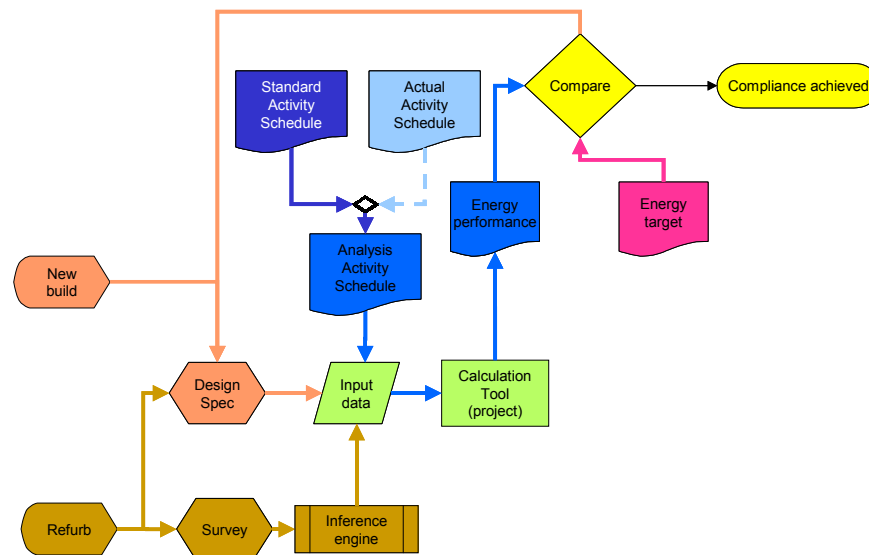 Standard
Activity
Schedule
Actual
Activity
Schedule
Compare
Compliance achieved
Energy
performance
Energy
target
Analysis
Activity
Schedule
New
build
Design
Spec
Input
data
Calculation
Tool
(project)
Refurb
Survey
Inference
engine